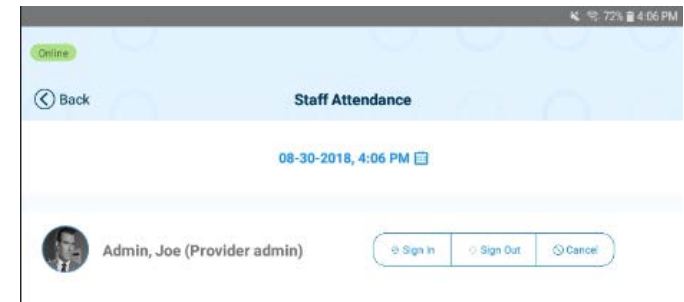 72% 4:06 PM
Online
Back
Staff Attendance
08-30-2018, 4:06 PM
Admin, Joe (Provider admin)
Sign In
Sign Out
Cancel